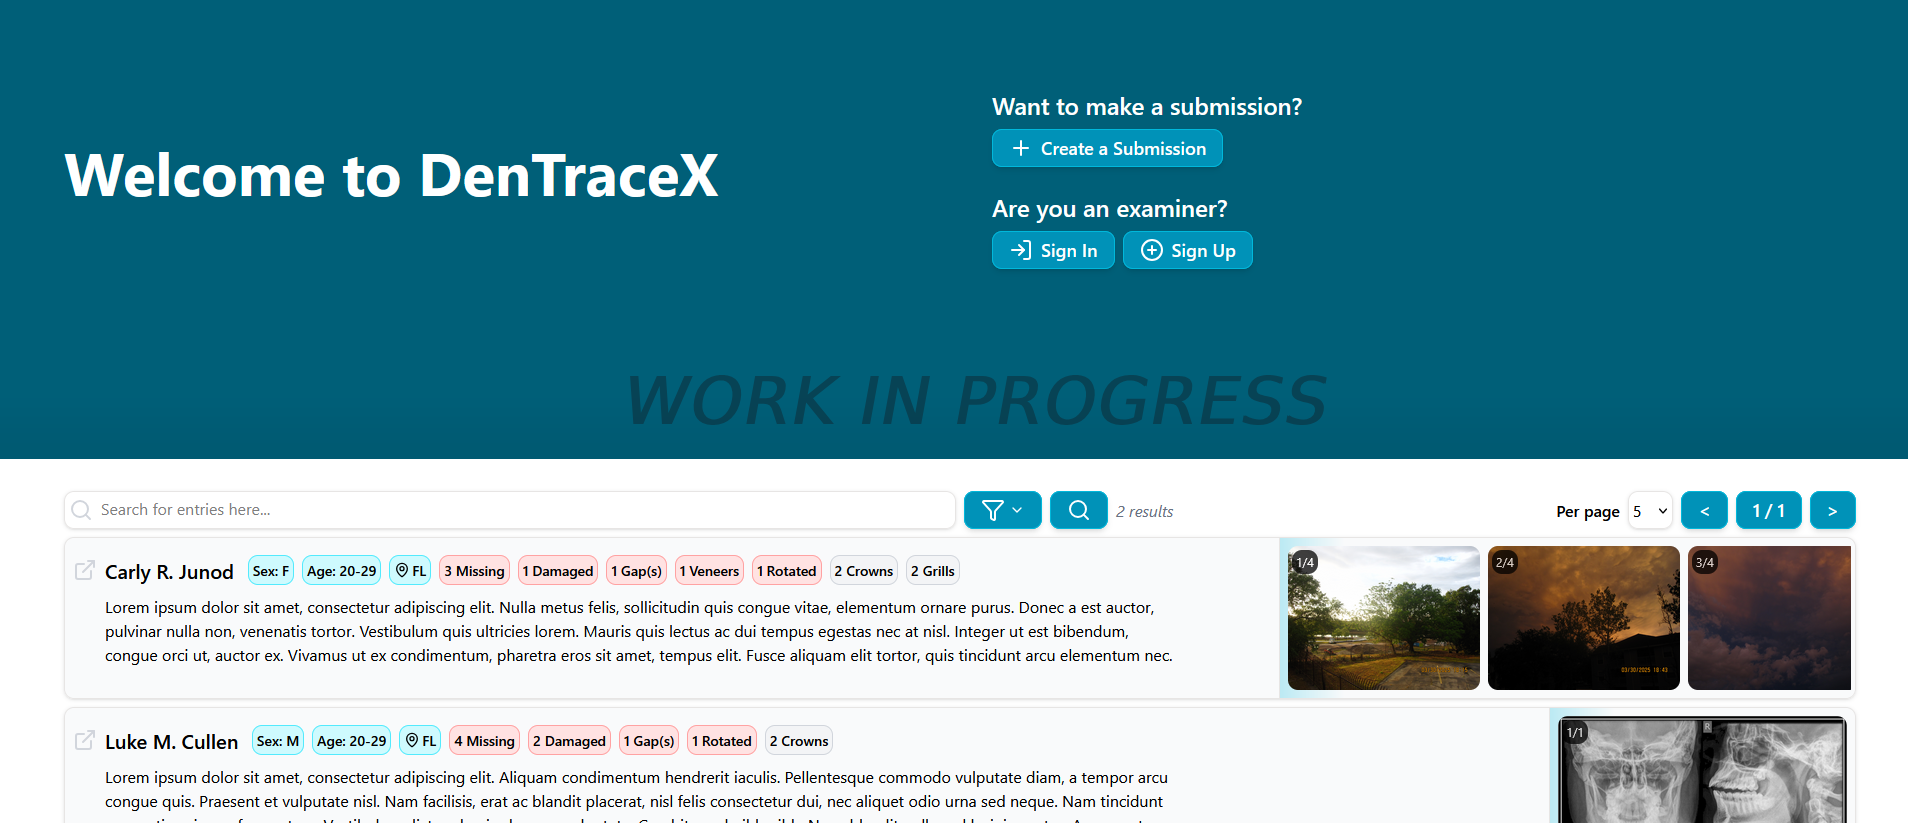 Welcome to DenTraceX
Want to make a submission?
Create a Submission
Are you an examiner?
Sign In
Sign Up
WORK IN PROGRESS
Search for entries here...
2 results
Per page
5
<
1 / 1
>
Carly R. Junod
Sex: F
Age: 20-29
FL
3 Missing
1 Damaged
1 Gap(s)
1 Veneers
1 Rotated
2 Crowns
2 Grills
Lorem ipsum dolor sit amet, consectetur adipiscing elit. Nulla metus felis, sollicitudin quis congue vitae, elementum ornare purus. Donec a est auctor,
pulvinar nulla non, venenatis tortor. Vestibulum quis ultricies lorem. Mauris quis lectus ac dui tempus egestas nec at nisl. Integer ut est bibendum,
congue orci ut, auctor ex. Vivamus ut ex condimentum, pharetra eros sit amet, tempus elit. Fusce aliquam elit tortor, quis tincidunt arcu elementum nec.
1/4
2/4
03/30/2025 18:43
3/4
Luke M. Cullen
Sex: M
Age: 20-29
FL
4 Missing
2 Damaged
1 Gap(s)
1 Rotated
2 Crowns
Lorem ipsum dolor sit amet, consectetur adipiscing elit. Aliquam condimentum hendrerit iaculis. Pellentesque commodo vulputate diam, a tempor arcu
congue quis. Praesent et vulputate nisl. Nam facilisis, erat ac blandit placerat, nisl felis consectetur dui, nec aliquet odio urna sed neque. Nam tincidunt
1/1
R